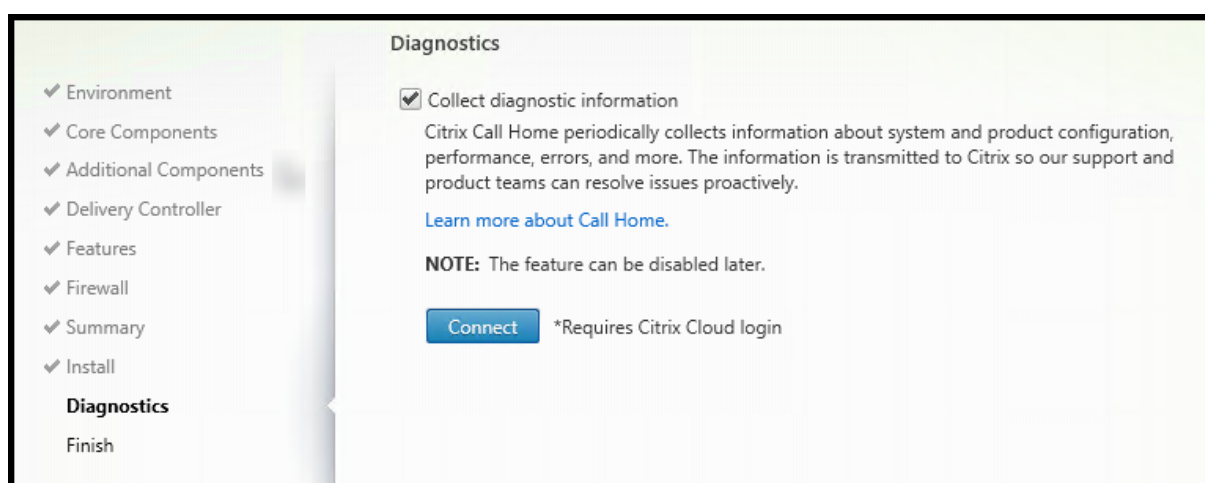 Diagnostics
Environment
Core Components
Additional Components
Delivery Controller
Features
Firewall
Summary
Install
Diagnostics
Finish
Collect diagnostic information
Citrix Call Home periodically collects information about system and product configuration,
performance, errors, and more. The information is transmitted to Citrix so our support and
product teams can resolve issues proactively.
Learn more about Call Home.
NOTE: The feature can be disabled later.
Connect *Requires Citrix Cloud login